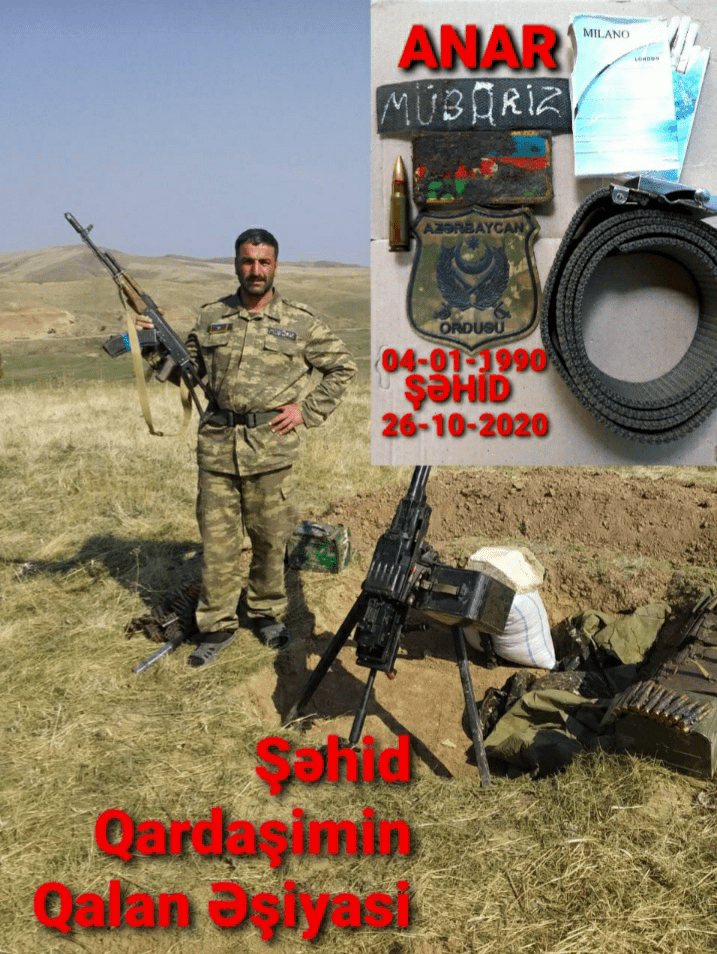 ANAR
MÜBARİZ
MILANO
LONDON
AZƏRBAYCAN
ORDUSU
04-01-1990
ŞƏHİD
26-10-2020
Şəhid
Qardaşimin
Qalan Əşiyasi